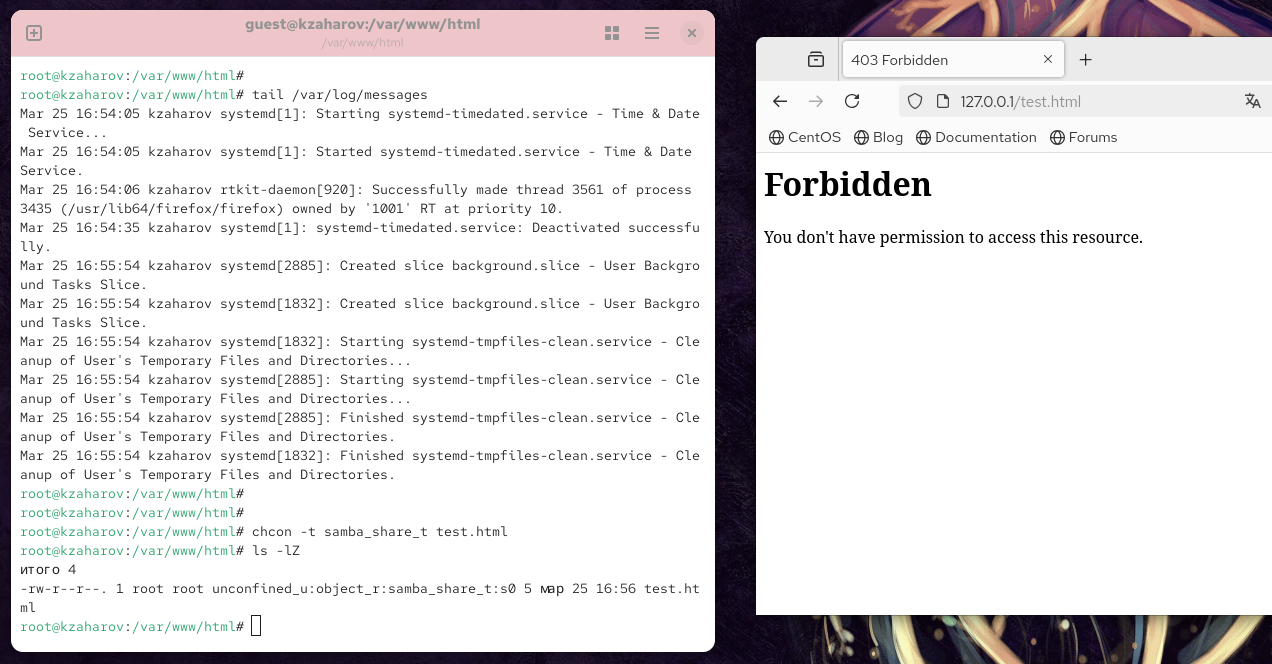 guest@kzaharov:/var/www/html
/var/www/html
root@kzaharov:/var/www/html#
root@kzaharov:/var/www/html# tail /var/log/messages
Mar 25 16:54:05 kzaharov systemd[1]: Starting systemd-timedated.service - Time & Date
 Service...
Mar 25 16:54:05 kzaharov systemd[1]: Started systemd-timedated.service - Time & Date
Service.
Mar 25 16:54:06 kzaharov rtkit-daemon[920]: Successfully made thread 3561 of process
3435 (/usr/lib64/firefox/firefox) owned by '1001' RT at priority 10.
Mar 25 16:54:35 kzaharov systemd[1]: systemd-timedated.service: Deactivated successfu
lly.
Mar 25 16:55:54 kzaharov systemd[2885]: Created slice background.slice - User Backgro
und Tasks Slice.
Mar 25 16:55:54 kzaharov systemd[1832]: Created slice background.slice - User Backgro
und Tasks Slice.
Mar 25 16:55:54 kzaharov systemd[1832]: Starting systemd-tmpfiles-clean.service - Cle
anup of User's Temporary Files and Directories...
Mar 25 16:55:54 kzaharov systemd[2885]: Starting systemd-tmpfiles-clean.service - Cle
anup of User's Temporary Files and Directories...
Mar 25 16:55:54 kzaharov systemd[2885]: Finished systemd-tmpfiles-clean.service - Cle
anup of User's Temporary Files and Directories.
Mar 25 16:55:54 kzaharov systemd[1832]: Finished systemd-tmpfiles-clean.service - Cle
anup of User's Temporary Files and Directories.
root@kzaharov:/var/www/html#
root@kzaharov:/var/www/html#
root@kzaharov:/var/www/html# chcon -t samba_share_t test.html
root@kzaharov:/var/www/html# ls -lZ
итого 4
-rw-r--r--. 1 root root unconfined_u:object_r:samba_share_t:s0 5 мар 25 16:56 test.ht
ml
root@kzaharov:/var/www/html#
403 Forbidden
127.0.0.1/test.html
CentOS Blog Documentation Forums
Forbidden
You don't have permission to access this resource.